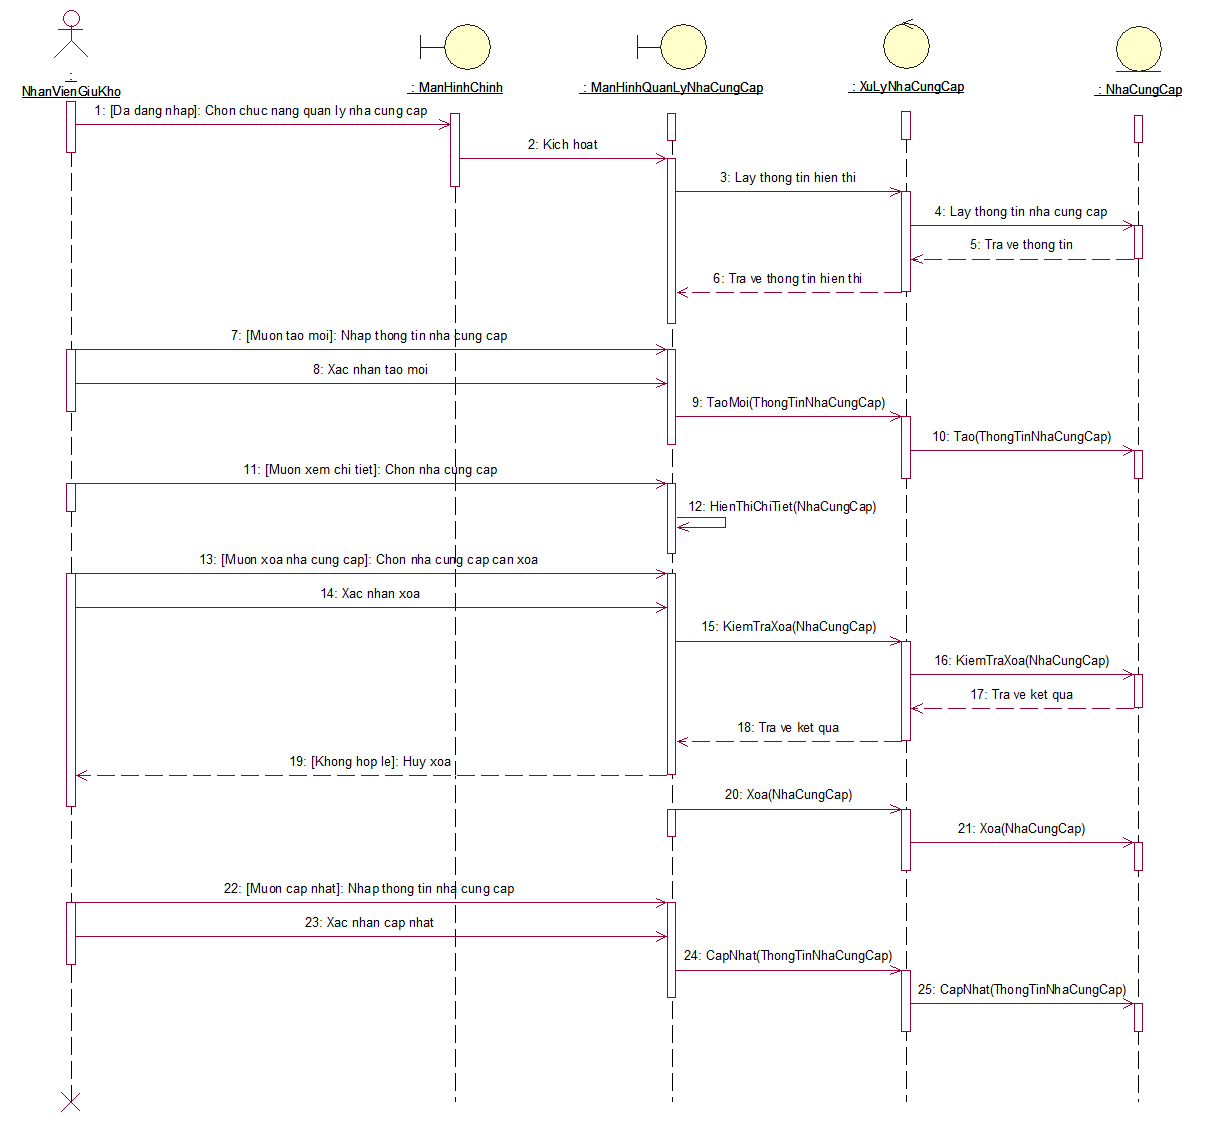 :
NhanVienGiuKho
: ManHinhChinh
: ManHinhQuanLyNhaCungCap
: XuLyNhaCungCap
: NhaCungCap
1: [Da dang nhap]: Chon chuc nang quan ly nha cung cap
2: Kich hoat
3: Lay thong tin hien thi
4: Lay thong tin nha cung cap
5: Tra ve thong tin
6: Tra ve thong tin hien thi
7: [Muon tao moi]: Nhap thong tin nha cung cap
8: Xac nhan tao moi
9: TaoMoi(ThongTinNhaCungCap)
10: Tao(ThongTinNhaCungCap)
11: [Muon xem chi tiet]: Chon nha cung cap
12: HienThiChiTiet(NhaCungCap)
13: [Muon xoa nha cung cap]: Chon nha cung cap can xoa
14: Xac nhan xoa
15: KiemTraXoa(NhaCungCap)
16: KiemTraXoa(NhaCungCap)
17: Tra ve ket qua
18: Tra ve ket qua
19: [Khong hop le]: Huy xoa
20: Xoa(NhaCungCap)
21: Xoa(NhaCungCap)
22: [Muon cap nhat]: Nhap thong tin nha cung cap
23: Xac nhan cap nhat
24: CapNhat(ThongTinNhaCungCap)
25: CapNhat(ThongTinNhaCungCap)